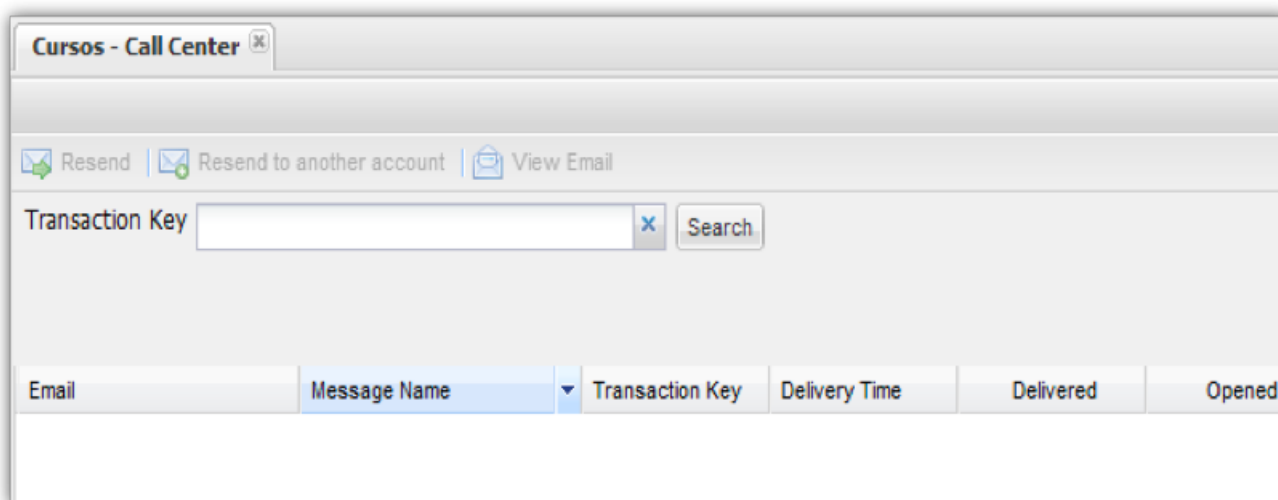 Cursos - Call Center
Resend Resend to another account View Email
Transaction Key Search
Email Message Name Transaction Key Delivery Time Delivered Opened